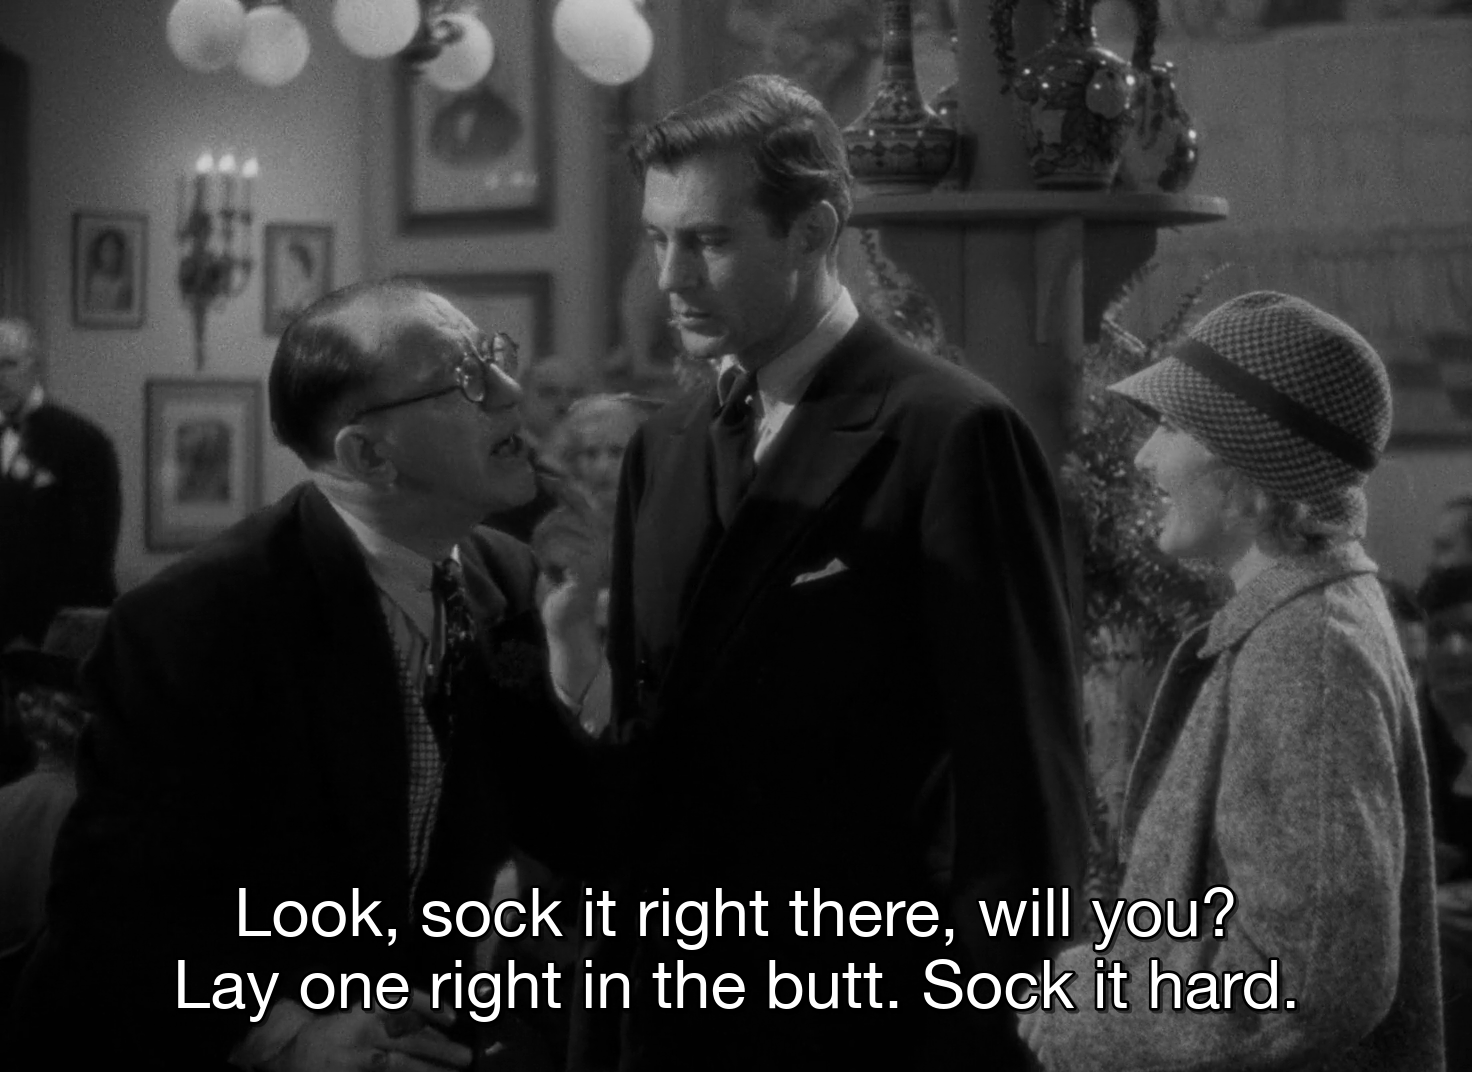 Look, sock it right there, will you?
Lay one right in the butt. Sock it hard.